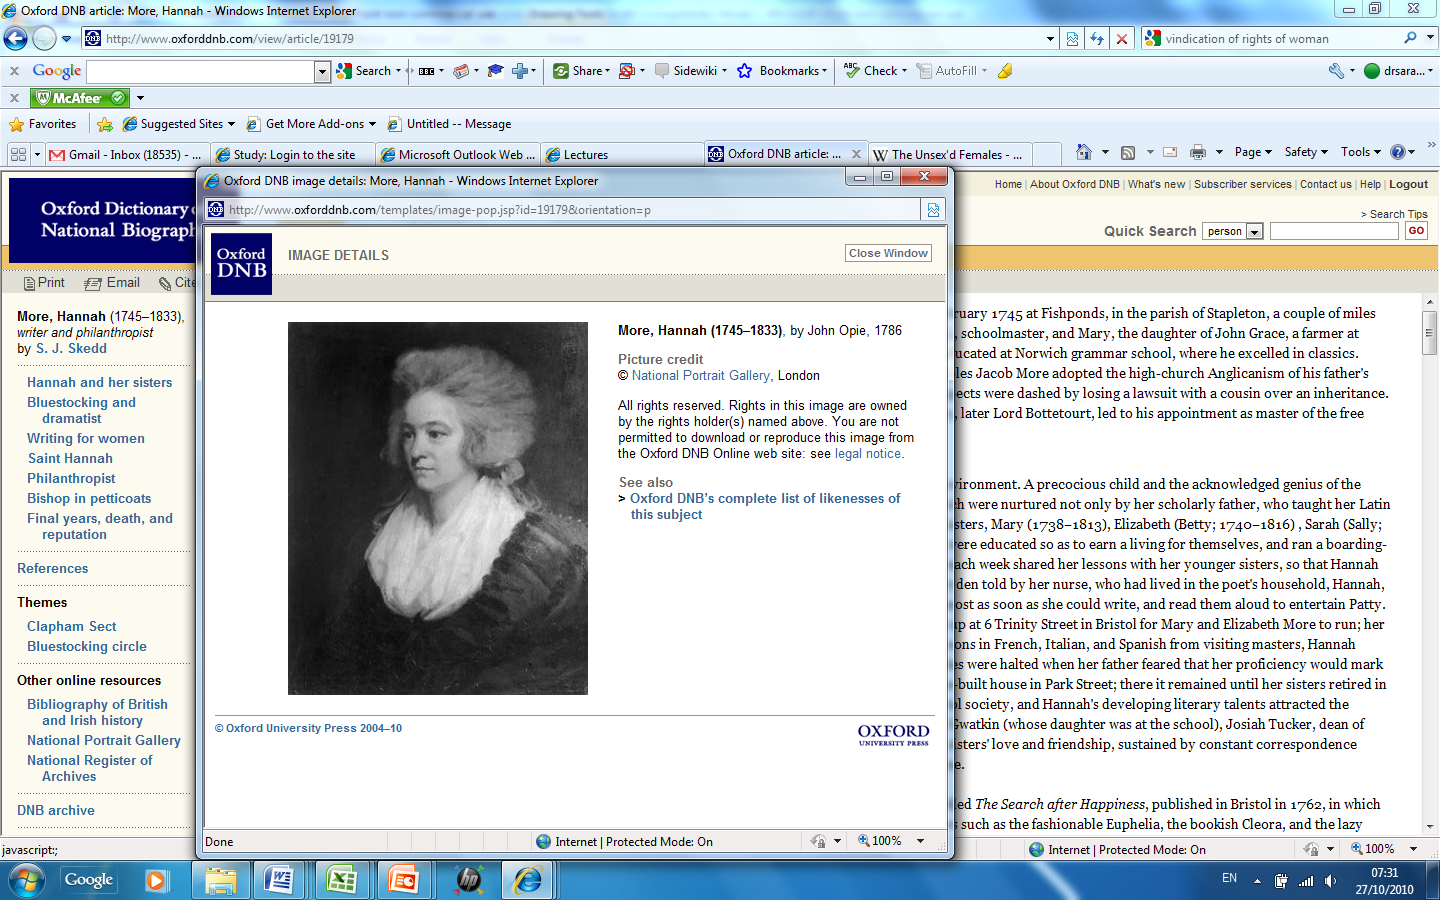 Oxford DNB article: More, Hannah - Windows Internet Explorer
http://www.oxforddnb.com/view/article/19179
vindication of rights of woman
x Google Search BBC Share Sidewiki Bookmarks Check AutoFill drsara...
x McAfee
Favorites Suggested Sites Get More Add-ons Untitled -- Message
Gmail - Inbox (18535) - ... Study: Login to the site Microsoft Outlook Web ... Lectures Oxford DNB article: ... x The Unsex'd Females - ... Page Safety Tools »
Oxford DNB image details: More, Hannah - Windows Internet Explorer
http://www.oxforddnb.com/templates/image-pop.jsp?id=19179&orientation=p
Oxford DNB
IMAGE DETAILS
Close Window
More, Hannah (1745–1833), by John Opie, 1786
Picture credit
© National Portrait Gallery, London
All rights reserved. Rights in this image are owned
by the rights holder(s) named above. You are not
permitted to download or reproduce this image from
the Oxford DNB Online web site: see legal notice.
See also
> Oxford DNB's complete list of likenesses of
this subject
© Oxford University Press 2004–10
OXFORD
UNIVERSITY PRESS
Done Internet | Protected Mode: On 100%
Oxford Dictionary
National Biograp
Print Email Cite
More, Hannah (1745–1833),
writer and philanthropist
by S. J. Skedd
Hannah and her sisters
Bluestocking and
dramatist
Writing for women
Saint Hannah
Philanthropist
Bishop in petticoats
Final years, death, and
reputation
References
Themes
Clapham Sect
Bluestocking circle
Other online resources
Bibliography of British
and Irish history
National Portrait Gallery
National Register of
Archives
DNB archive
Home | About Oxford DNB | What's new | Subscriber services | Contact us | Help | Logout
> Search Tips
Quick Search person GO
ruary 1745 at Fishponds, in the parish of Stapleton, a couple of miles
, schoolmaster, and Mary, the daughter of John Grace, a farmer at
ducated at Norwich grammar school, where he excelled in classics.
les Jacob More adopted the high-church Anglicanism of his father's
ects were dashed by losing a lawsuit with a cousin over an inheritance.
, later Lord Bottetourt, led to his appointment as master of the free
vironment. A precocious child and the acknowledged genius of the
ch were nurtured not only by her scholarly father, who taught her Latin
sters, Mary (1738–1813), Elizabeth (Betty; 1740–1816) , Sarah (Sally;
vere educated so as to earn a living for themselves, and ran a boarding-
ach week shared her lessons with her younger sisters, so that Hannah
den told by her nurse, who had lived in the poet's household, Hannah,
ost as soon as she could write, and read them aloud to entertain Patty.
up at 6 Trinity Street in Bristol for Mary and Elizabeth More to run; her
ons in French, Italian, and Spanish from visiting masters, Hannah
es were halted when her father feared that her proficiency would mark
-built house in Park Street; there it remained until her sisters retired in
ol society, and Hannah's developing literary talents attracted the
Gwatkin (whose daughter was at the school), Josiah Tucker, dean of
isters' love and friendship, sustained by constant correspondence
e.
led The Search after Happiness, published in Bristol in 1762, in which
s such as the fashionable Euphelia, the bookish Cleora, and the lazy
javascript:; Internet | Protected Mode: On 100%
Google hp EN 07:31
27/10/2010